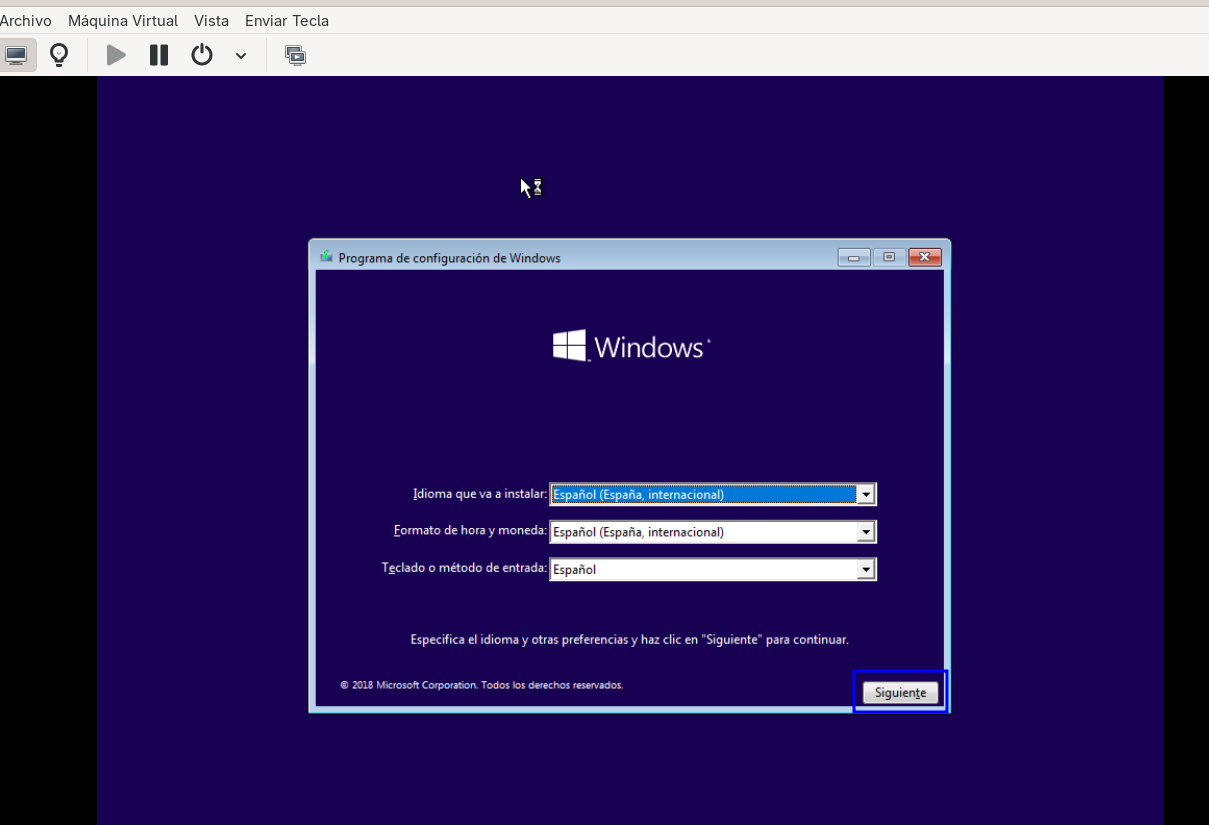 Archivo Máquina Virtual Vista Enviar Tecla
Programa de configuración de Windows
Windows
Idioma que va a instalar: Español (España, internacional)
Formato de hora y moneda: Español (España, internacional)
Teclado o método de entrada: Español
Especifica el idioma y otras preferencias y haz clic en "Siguiente" para continuar.
© 2018 Microsoft Corporation. Todos los derechos reservados.
Siguiente